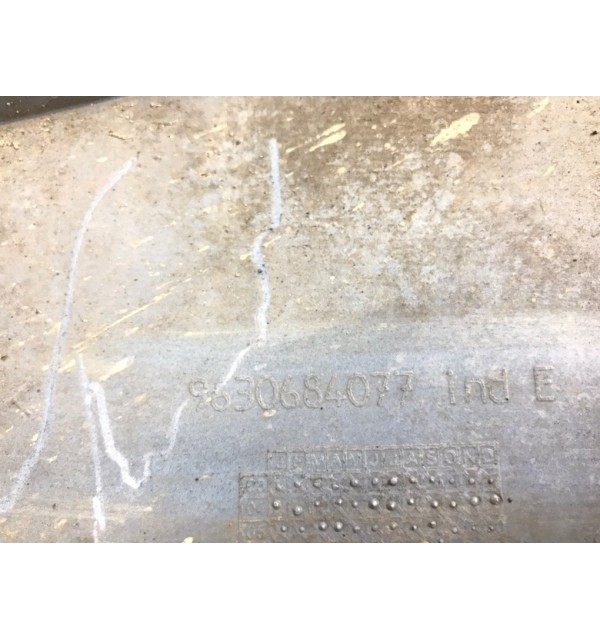 9630684077 Ind E
J F M A M J J A S O N D